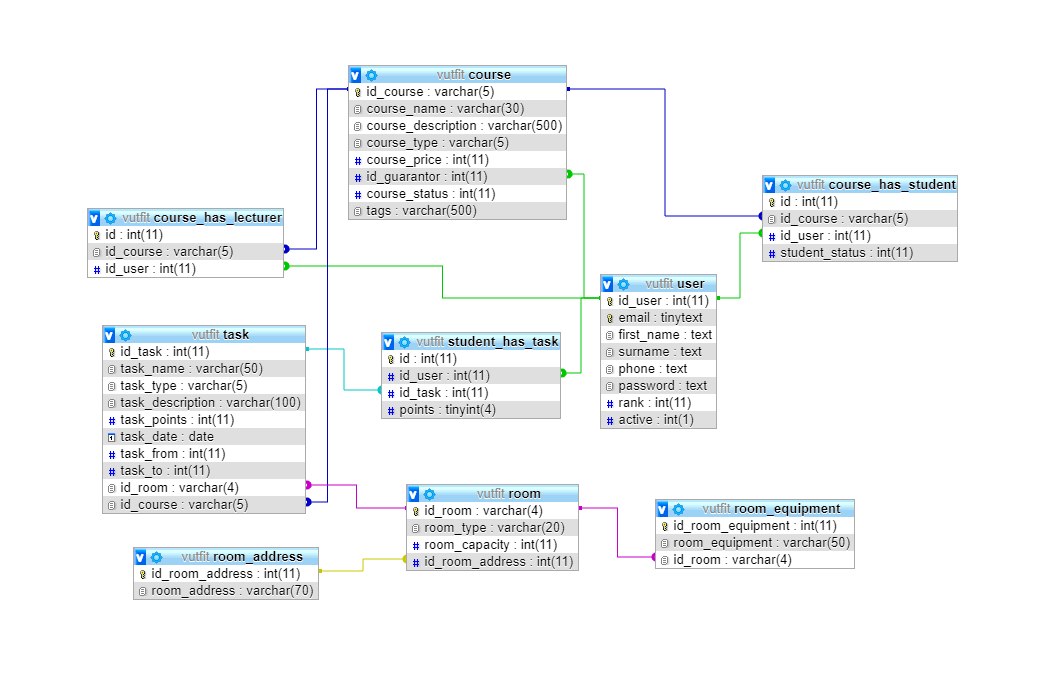 vutfit course
id_course : varchar(5)
course_name : varchar(30)
course_description : varchar(500)
course_type : varchar(5)
course_price : int(11)
id_guarantor : int(11)
course_status : int(11)
tags : varchar(500)
vutfit course_has_student
id : int(11)
id_course : varchar(5)
id_user : int(11)
student_status : int(11)
vutfit course_has_lecturer
id : int(11)
id_course : varchar(5)
id_user : int(11)
vutfit user
id_user : int(11)
email : tinytext
first_name : text
surname : text
phone : text
password : text
rank : int(11)
active : int(1)
vutfit task
id_task : int(11)
task_name : varchar(50)
task_type : varchar(5)
task_description : varchar(100)
task_points : int(11)
task_date : date
task_from : int(11)
task_to : int(11)
id_room : varchar(4)
id_course : varchar(5)
vutfit student_has_task
id : int(11)
id_user : int(11)
id_task : int(11)
points : tinyint(4)
vutfit room
id_room : varchar(4)
room_type : varchar(20)
room_capacity : int(11)
id_room_address : int(11)
vutfit room_equipment
id_room_equipment : int(11)
room_equipment : varchar(50)
id_room : varchar(4)
vutfit room_address
id_room_address : int(11)
room_address : varchar(70)